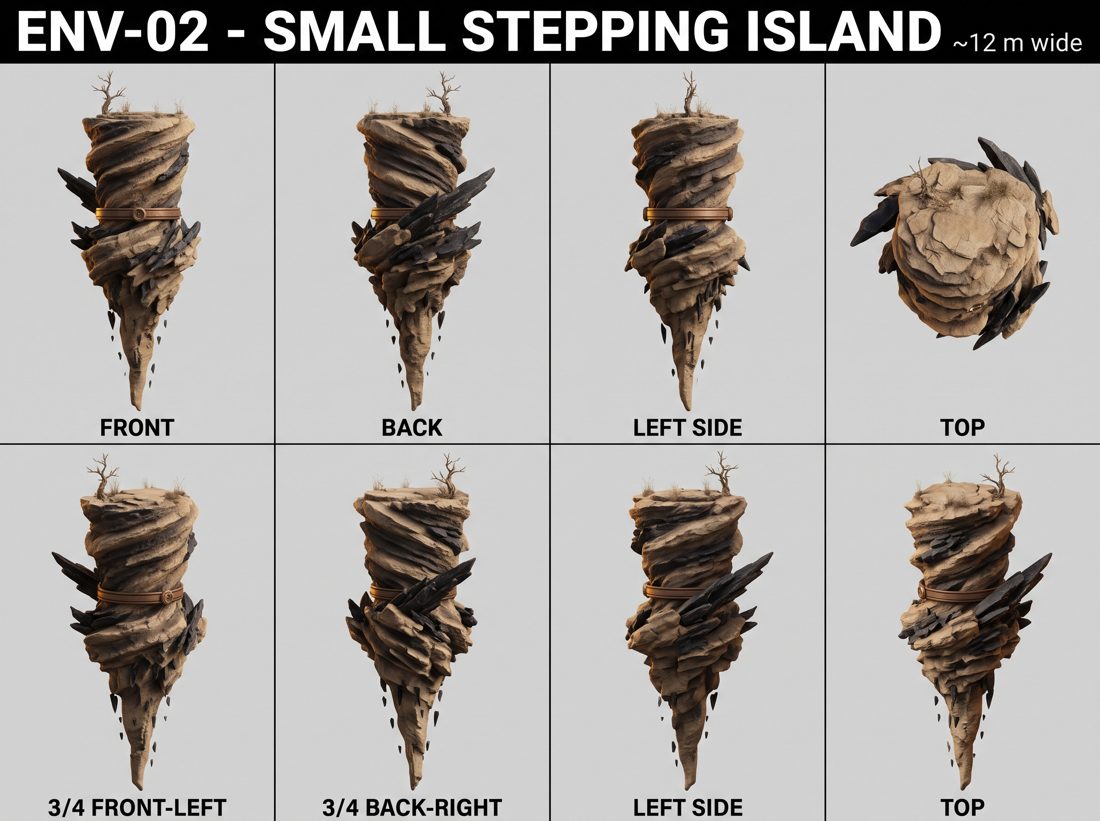 ENV-02 - SMALL STEPPING ISLAND ~12 m wide
FRONT
BACK
LEFT SIDE
TOP
3/4 FRONT-LEFT
3/4 BACK-RIGHT
LEFT SIDE
TOP